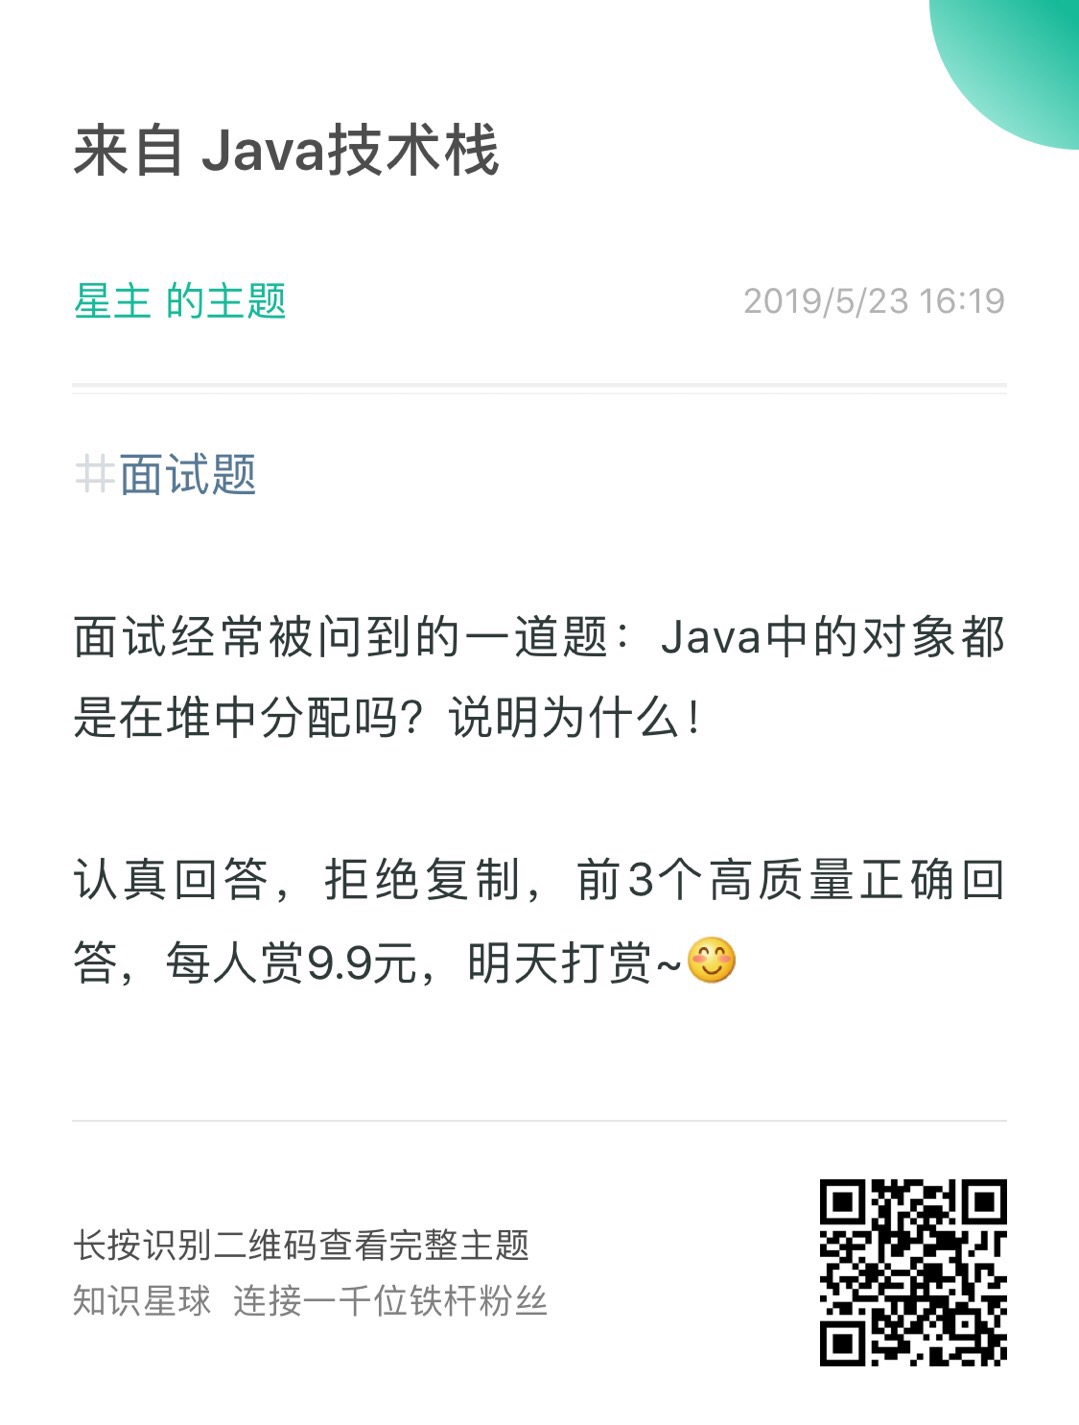 来自 Java技术栈
星主 的主题
2019/5/23 16:19
#面试题
面试经常被问到的一道题：Java中的对象都
是在堆中分配吗？说明为什么！
认真回答，拒绝复制，前3个高质量正确回
答，每人赏9.9元，明天打赏~😊
长按识别二维码查看完整主题
知识星球 连接一千位铁杆粉丝